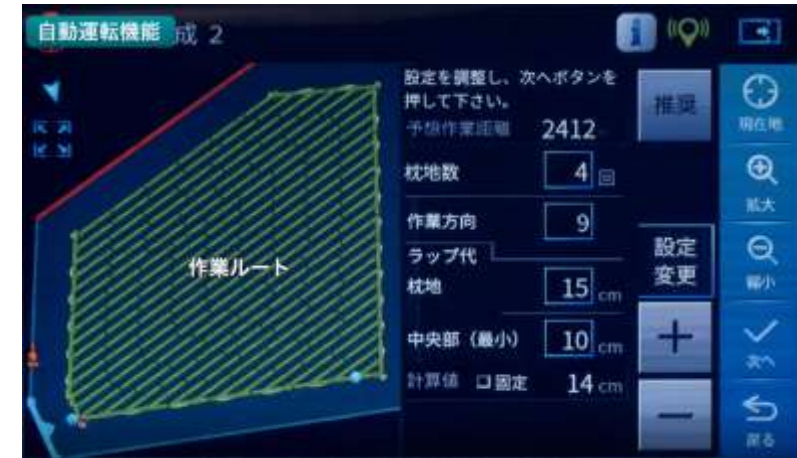 自動運転機能
成 2
設定を調整し、次へボタンを
押して下さい。
推奨
予想作業距離 2412
枕地数 4 回
作業方向 9
ラップ代
枕地 15 cm
中央部(最小) 10 cm
計算値 固定 14 cm
設定
変更
+
−
作業ルート
現在地
拡大
縮小
次へ
戻る